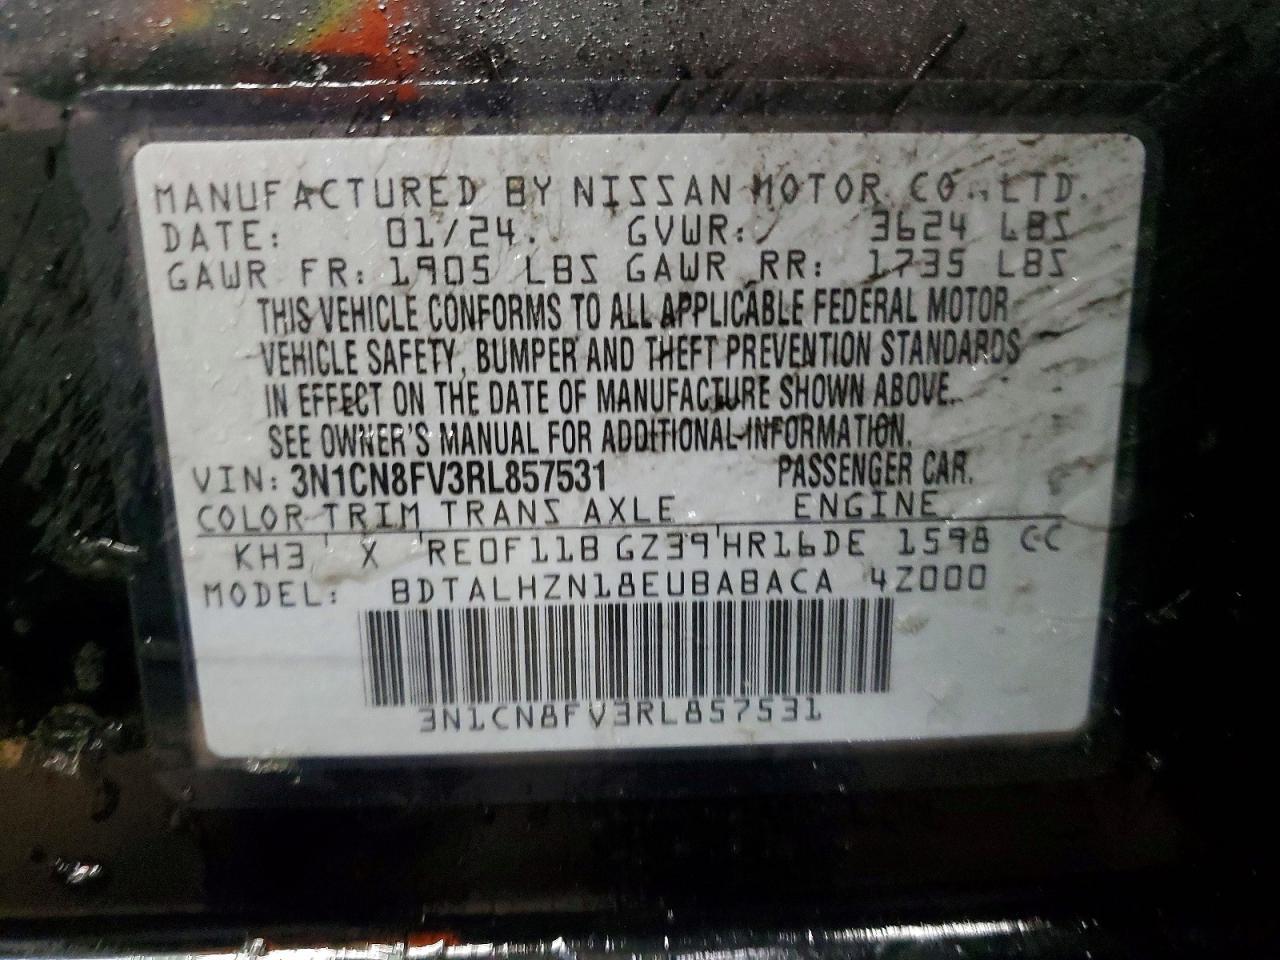 MANUFACTURED BY NISSAN MOTOR CO., LTD.
DATE: 01/24. GVWR: 3624 LBS
GAWR FR: 1905 LBS GAWR RR: 1735 LBS
THIS VEHICLE CONFORMS TO ALL APPLICABLE FEDERAL MOTOR
VEHICLE SAFETY, BUMPER AND THEFT PREVENTION STANDARDS
IN EFFECT ON THE DATE OF MANUFACTURE SHOWN ABOVE.
SEE OWNER'S MANUAL FOR ADDITIONAL INFORMATION.
VIN: 3N1CN8FV3RL857531 PASSENGER CAR.
COLOR TRIM TRANS AXLE ENGINE
KH3 X RE0F11B GZ39 HR16DE 1598 CC
MODEL: BDTALHZN18EUBABACA 4Z000
3N1CN8FV3RL857531